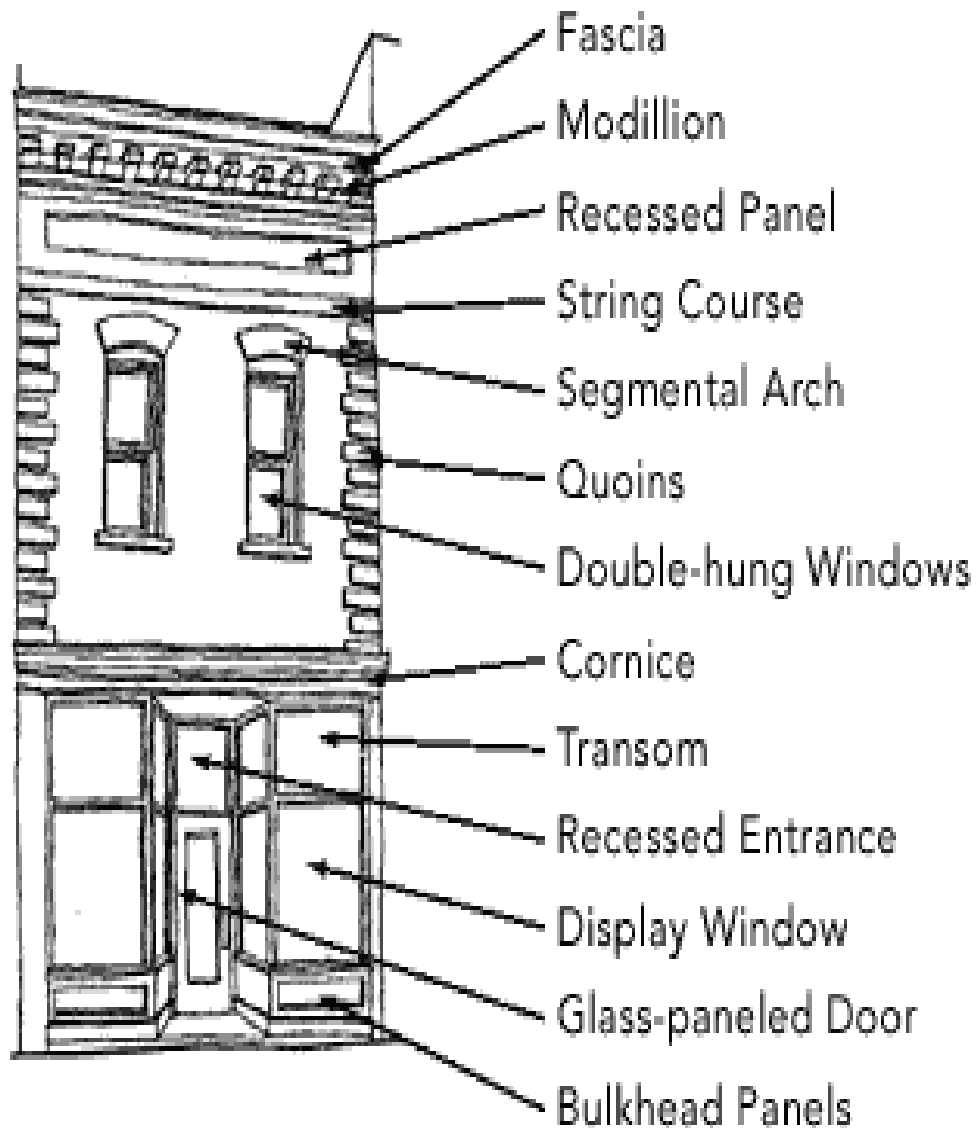 Fascia
Modillion
Recessed Panel
String Course
Segmental Arch
Quoins
Double-hung Windows
Cornice
Transom
Recessed Entrance
Display Window
Glass-paneled Door
Bulkhead Panels